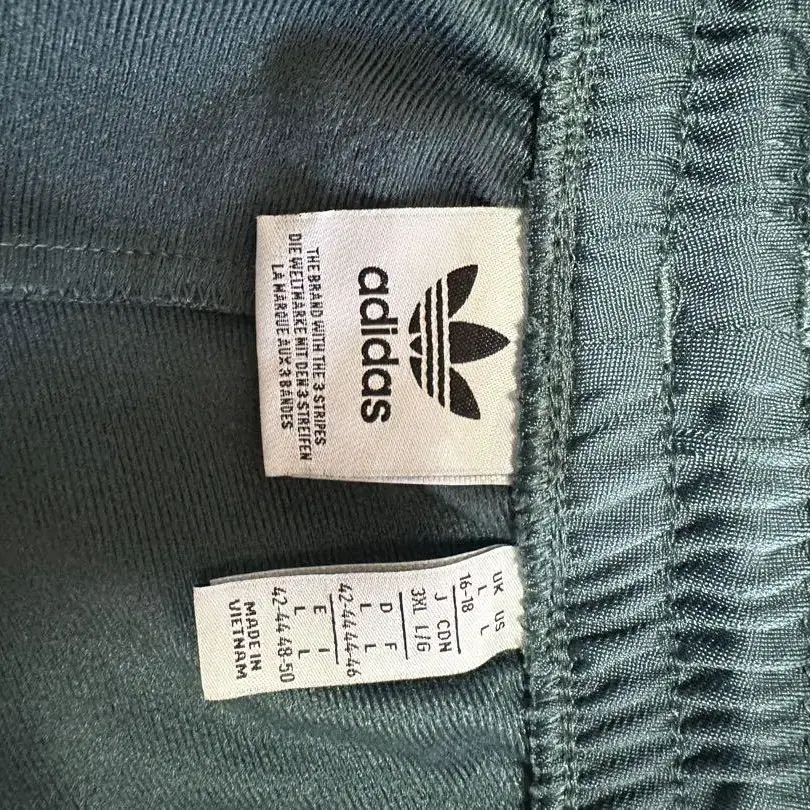 adidas
THE BRAND WITH THE 3 STRIPES
DIE WELTMARKE MIT DEN 3 STREIFEN
LA MARQUE AUX 3 BANDES
UK US
L L
16-18
J CDN
3XL L/G
D F
L L
42-44 44-46
E I
L L
42-44 48-50
MADE IN
VIETNAM